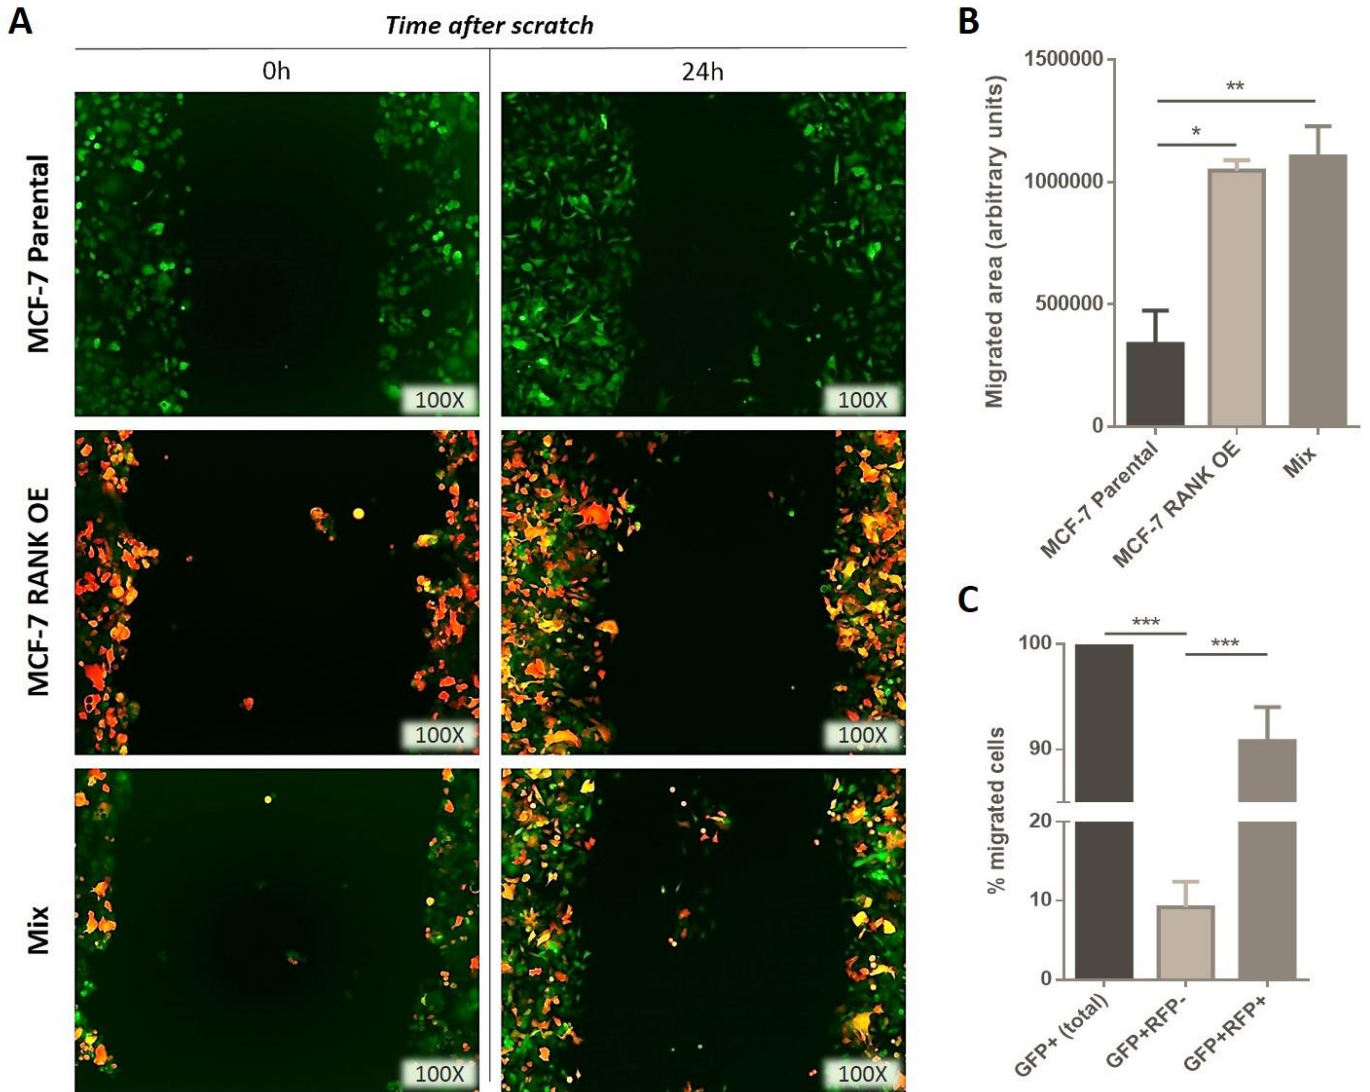 A
Time after scratch
0h
24h
MCF-7 Parental
100X
100X
MCF-7 RANK OE
100X
100X
Mix
100X
100X
B
Migrated area (arbitrary units)
1500000
1000000
500000
0
**
*
MCF-7 Parental
MCF-7 RANK OE
Mix
C
% migrated cells
100
90
20
10
0
***
***
GFP+ (total)
GFP+RFP-
GFP+RFP+